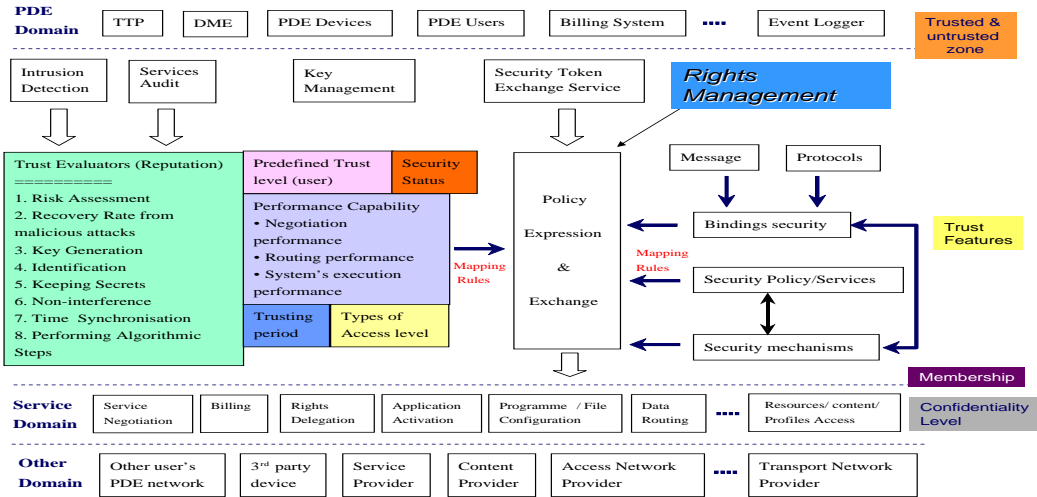 PDE
Domain
TTP
DME
PDE Devices
PDE Users
Billing System
Event Logger
Trusted &
untrusted
zone
Intrusion
Detection
Services
Audit
Key
Management
Security Token
Exchange Service
Rights
Management
Trust Evaluators (Reputation)
==========
1. Risk Assessment
2. Recovery Rate from
malicious attacks
3. Key Generation
4. Identification
5. Keeping Secrets
6. Non-interference
7. Time Synchronisation
8. Performing Algorithmic
Steps
Predefined Trust
level (user)
Security
Status
Performance Capability
• Negotiation
performance
• Routing performance
• System's execution
performance
Trusting
period
Types of
Access level
Mapping
Rules
Policy
Expression
&
Exchange
Mapping
Rules
Message
Protocols
Bindings security
Security Policy/Services
Security mechanisms
Trust
Features
Membership
Service
Domain
Service
Negotiation
Billing
Rights
Delegation
Application
Activation
Programme / File
Configuration
Data
Routing
Resources/ content/
Profiles Access
Confidentiality
Level
Other
Domain
Other user's
PDE network
3rd party
device
Service
Provider
Content
Provider
Access Network
Provider
Transport Network
Provider